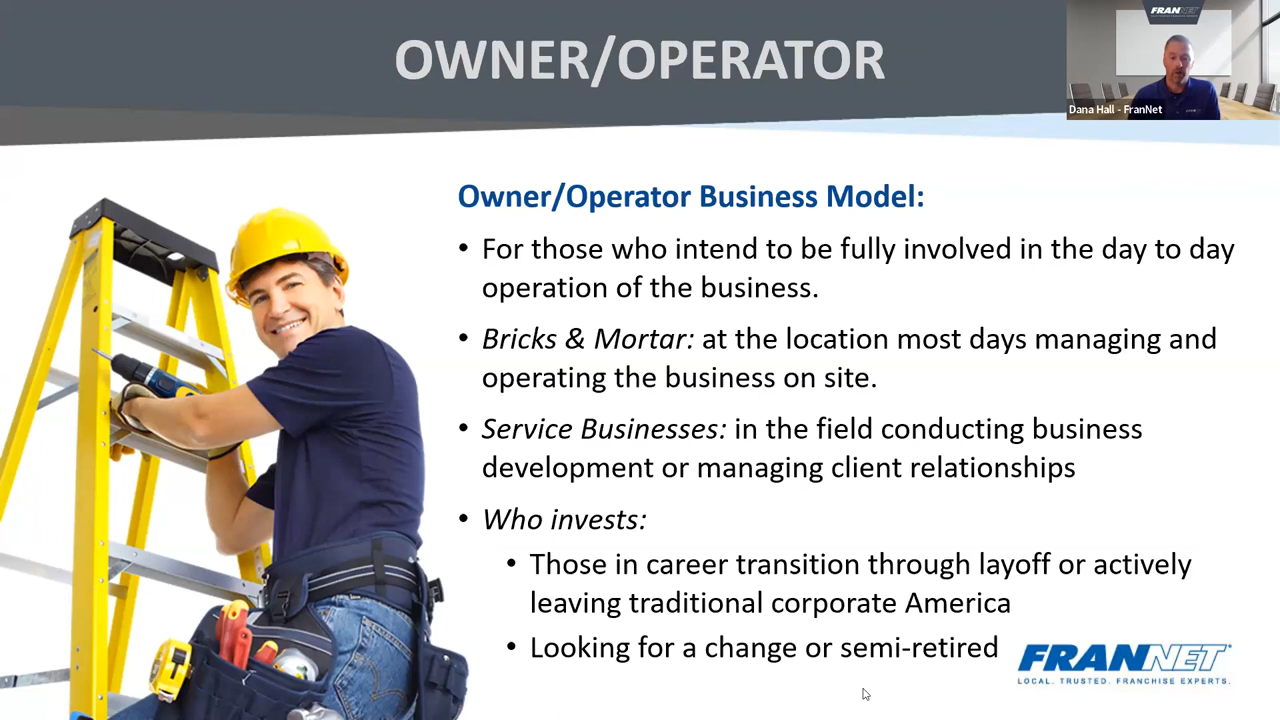 OWNER/OPERATOR
FRANNET
Dana Hall - FranNet
Owner/Operator Business Model:
• For those who intend to be fully involved in the day to day
operation of the business.
• Bricks & Mortar: at the location most days managing and
operating the business on site.
• Service Businesses: in the field conducting business
development or managing client relationships
• Who invests:
• Those in career transition through layoff or actively
leaving traditional corporate America
• Looking for a change or semi-retired
FRANNET
LOCAL. TRUSTED. FRANCHISE EXPERTS.